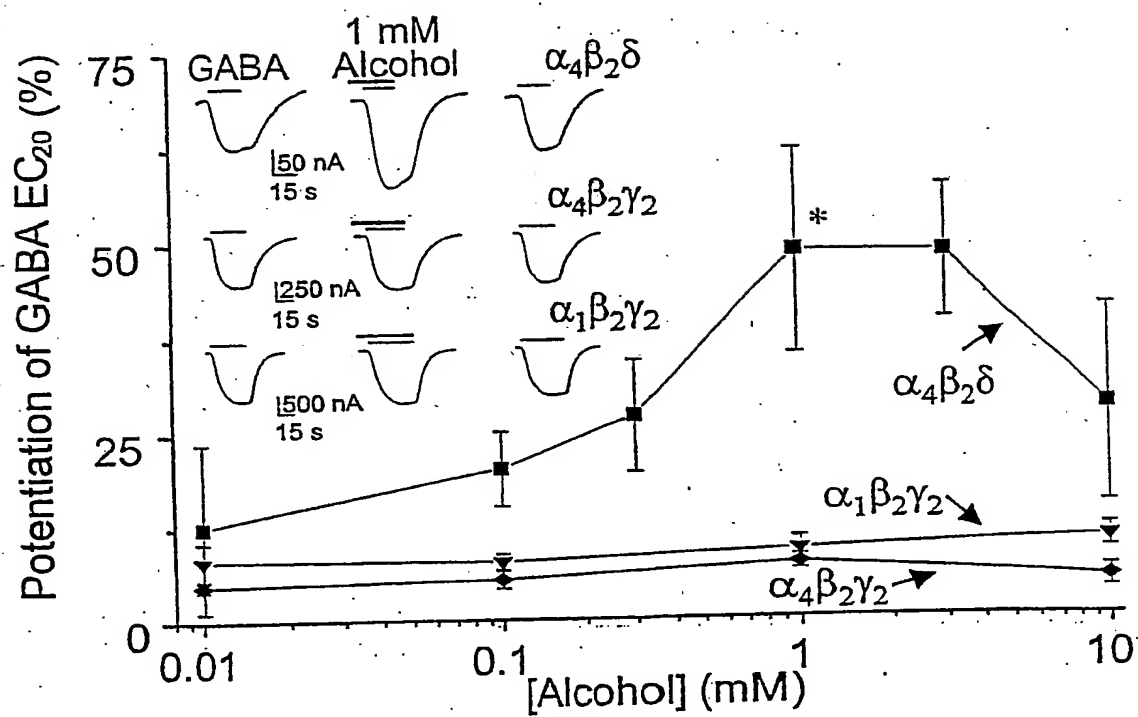 Potentiation of GABA EC₂₀ (%)
75
50
25
0
GABA
1 mM
Alcohol
α₄β₂δ
50 nA
15 s
α₄β₂γ₂
250 nA
15 s
α₁β₂γ₂
500 nA
15 s
*
α₄β₂δ
α₁β₂γ₂
α₄β₂γ₂
0.01
0.1
1
10
[Alcohol] (mM)